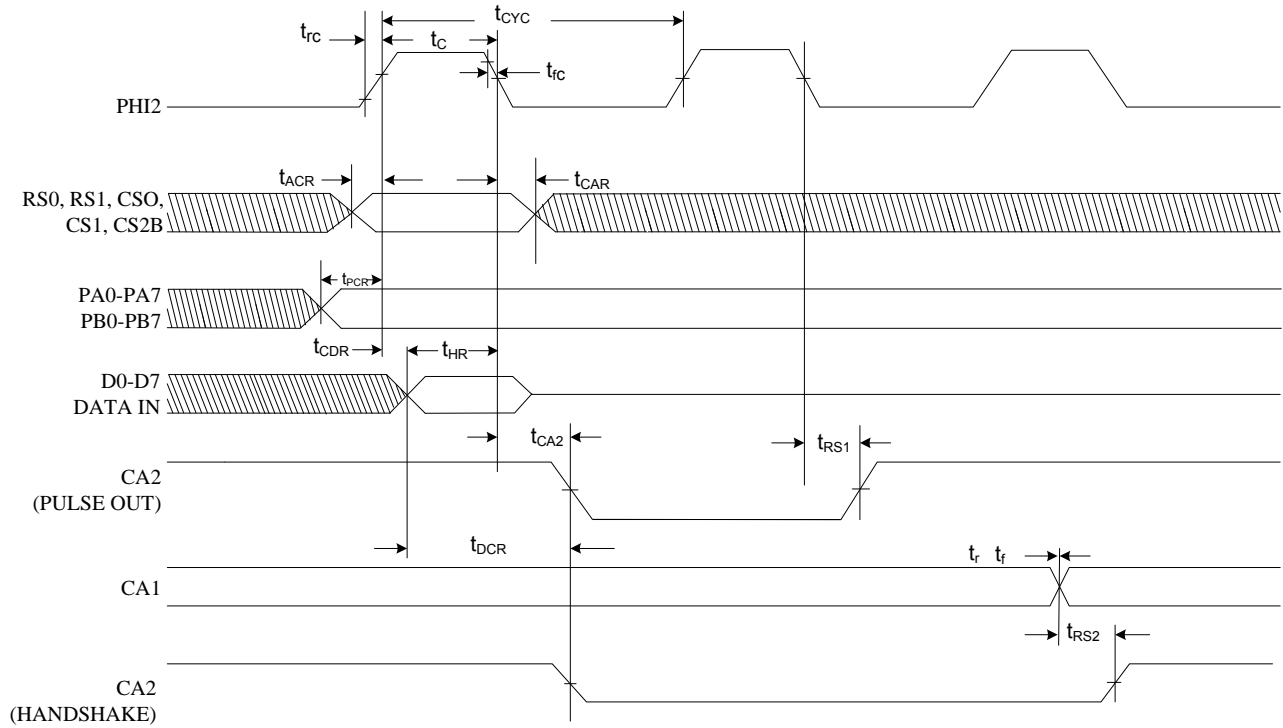 tCYC
trc
tC
tfc
PHI2
tACR
tCAR
RS0, RS1, CSO,
CS1, CS2B
tPCR
PA0-PA7
PB0-PB7
tCDR
tHR
D0-D7
DATA IN
tCA2
tRS1
CA2
(PULSE OUT)
tDCR
tr tf
CA1
tRS2
CA2
(HANDSHAKE)